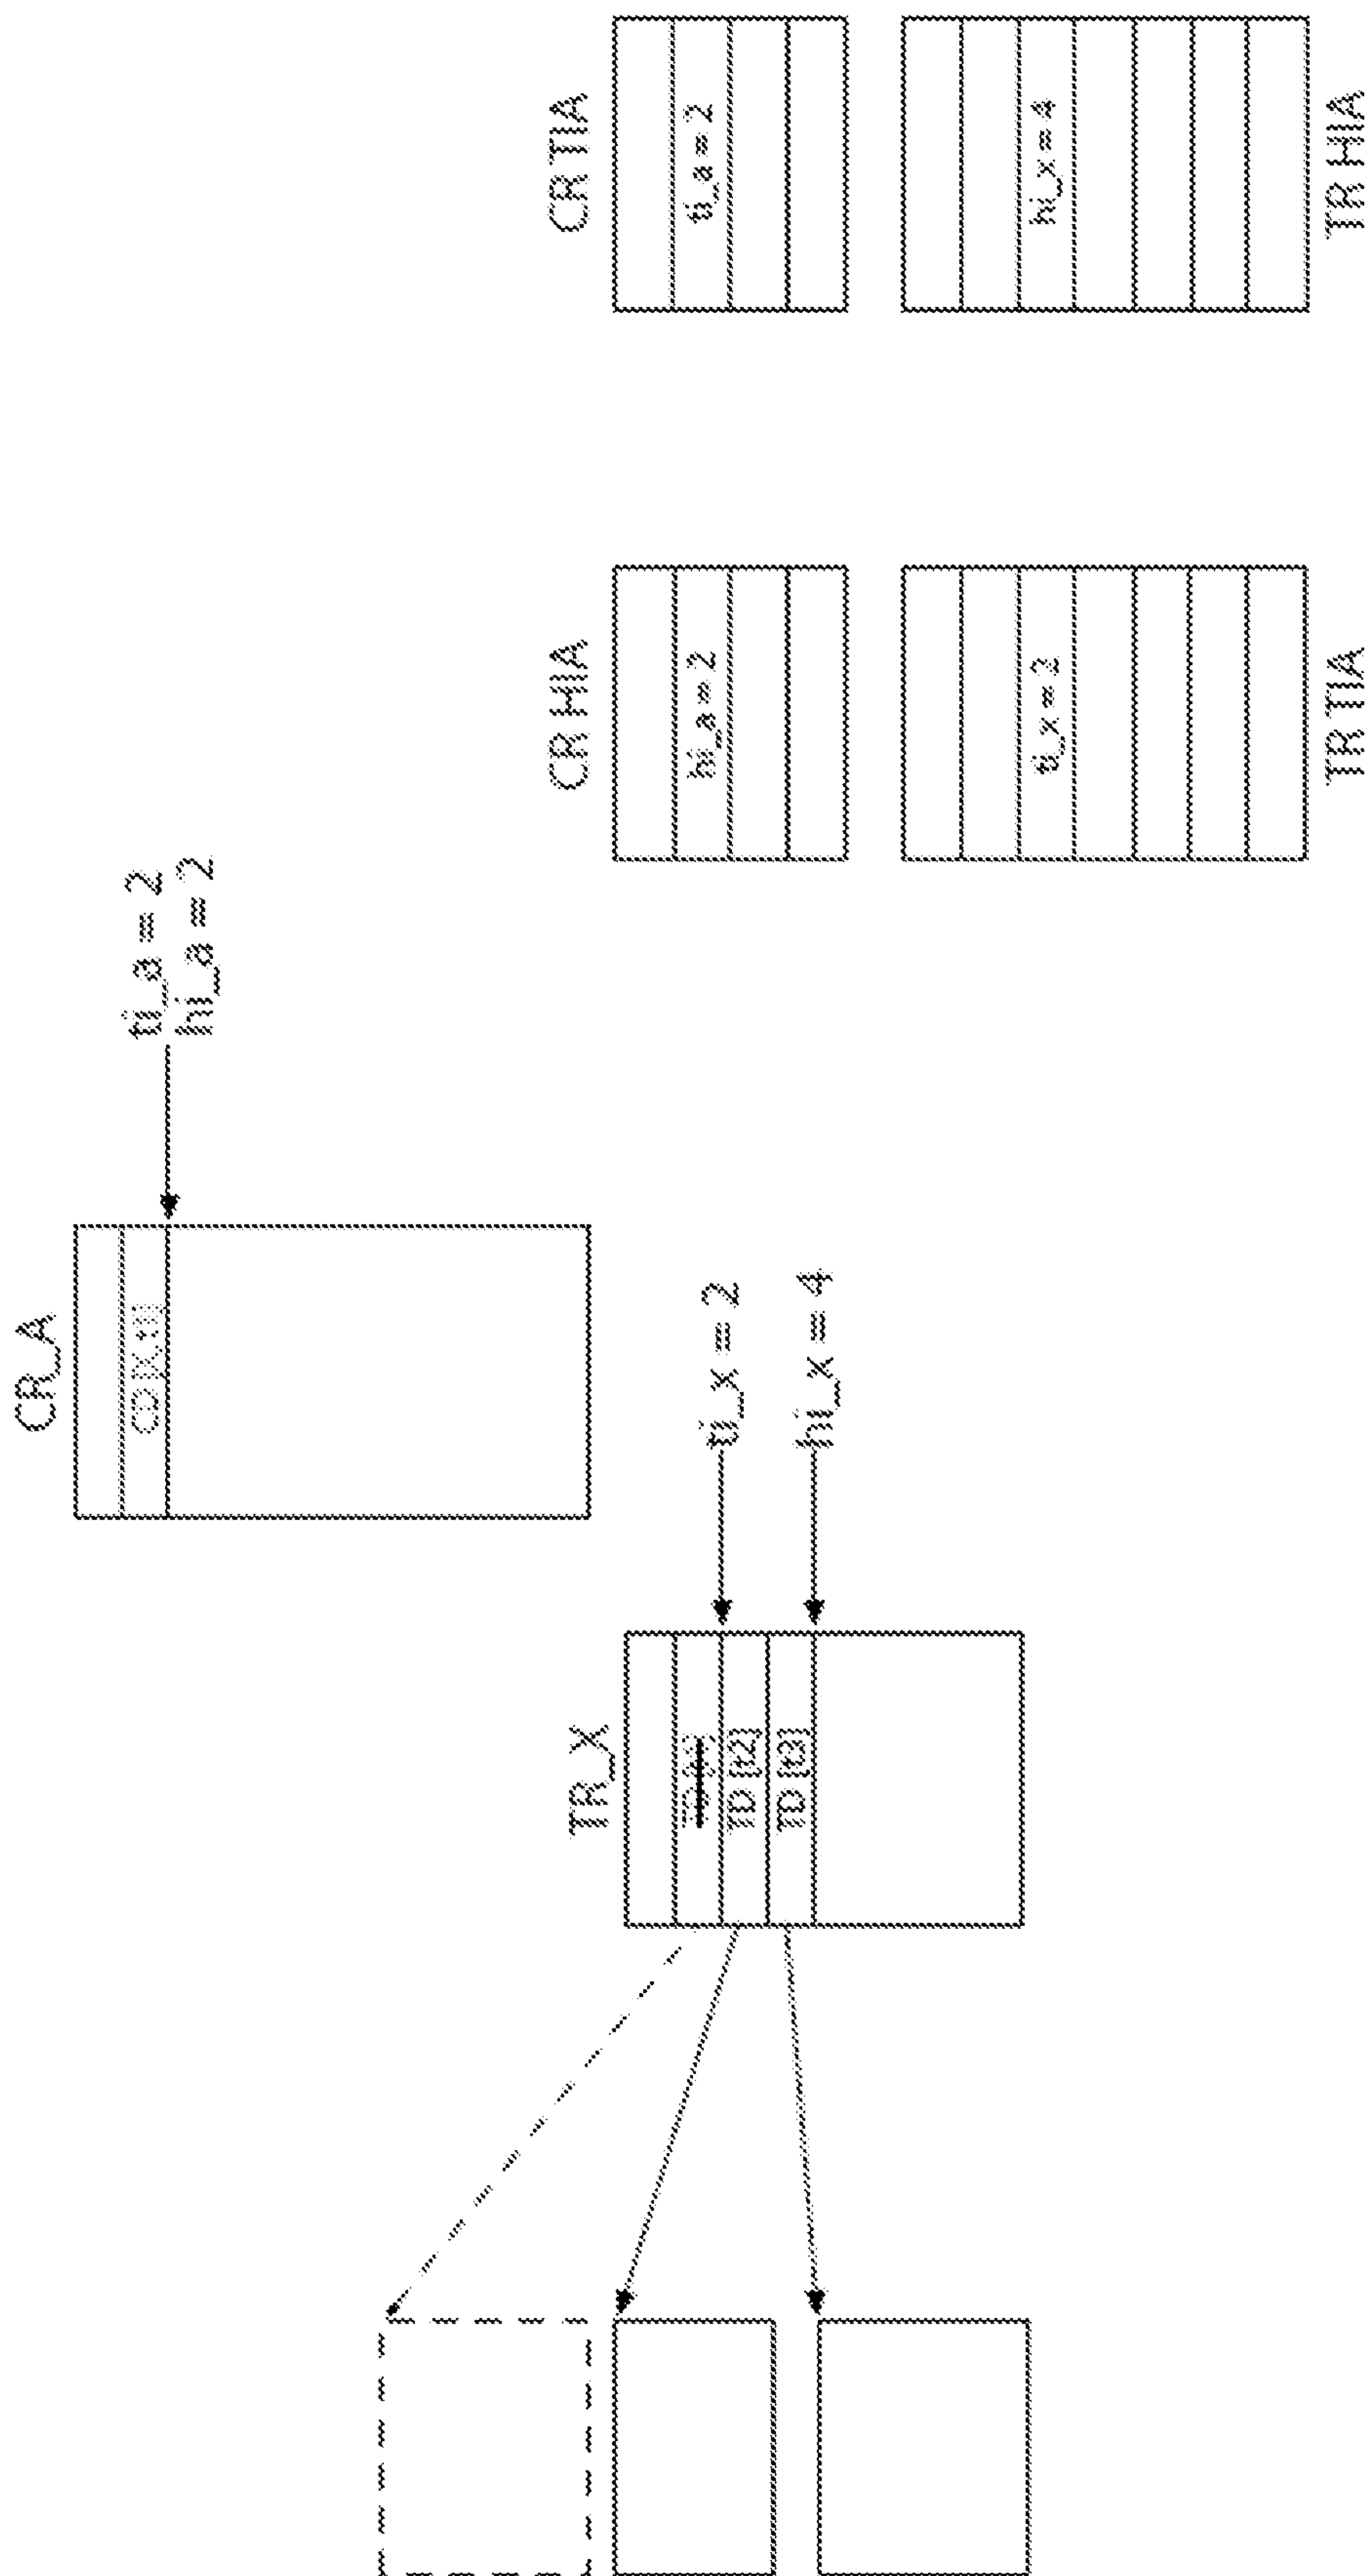 CR_A
CD [X,t1]
ti_a = 2
hi_a = 2
TR_X
TD [t2]
TD [t3]
ti_x = 2
hi_x = 4
CR HIA
hi_a = 2
ti_x = 2
TR TIA
CR TIA
ti_a = 2
hi_x = 4
TR HIA